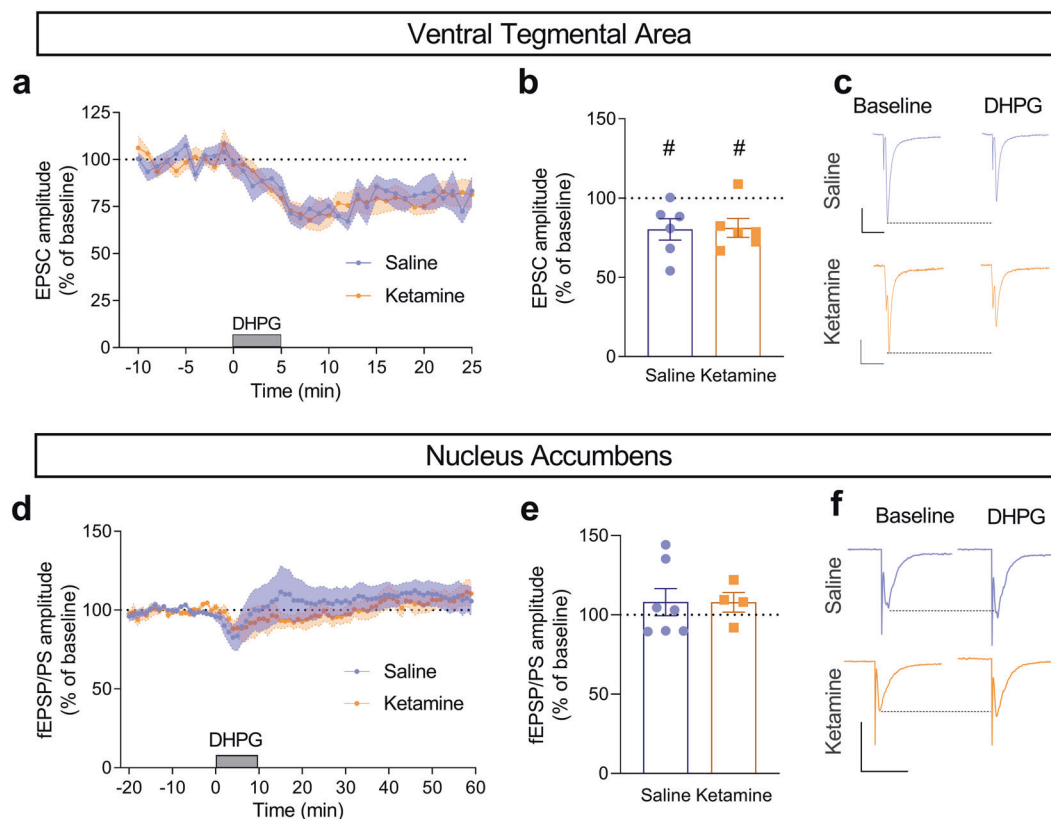 Ventral Tegmental Area
a
EPSC amplitude
(% of baseline)
125
100
75
50
25
0
Saline
Ketamine
DHPG
-10 -5 0 5 10 15 20 25
Time (min)
b
EPSC amplitude
(% of baseline)
150
100
50
0
# #
Saline Ketamine
c
Baseline DHPG
Saline
Ketamine
Nucleus Accumbens
d
fEPSP/PS amplitude
(% of baseline)
150
100
50
0
Saline
Ketamine
DHPG
-20 -10 0 10 20 30 40 50 60
Time (min)
e
fEPSP/PS amplitude
(% of baseline)
150
100
50
0
Saline Ketamine
f
Baseline DHPG
Saline
Ketamine